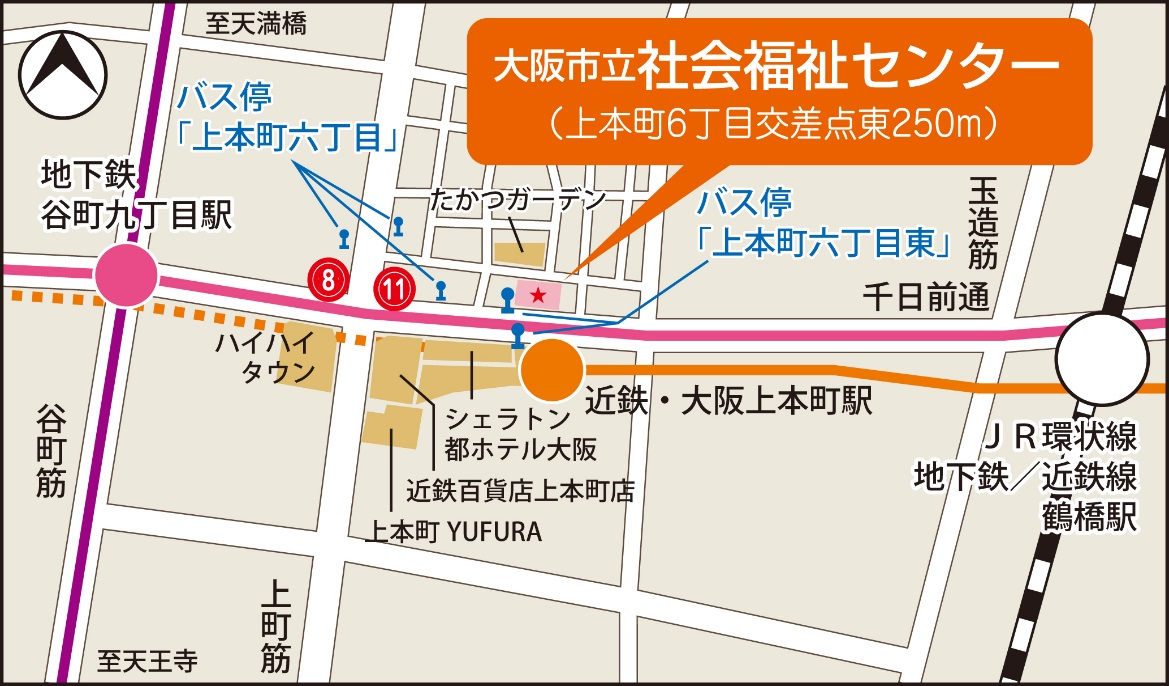 至天満橋
大阪市立社会福祉センター
(上本町6丁目交差点東250m)
バス停
「上本町六丁目」
地下鉄
谷町九丁目駅
たかつガーデン
バス停
「上本町六丁目東」
玉造筋
千日前通
8
11
ハイハイ
タウン
近鉄・大阪上本町駅
シェラトン
都ホテル大阪
近鉄百貨店上本町店
上本町 YUFURA
谷町筋
JR環状線
地下鉄/近鉄線
鶴橋駅
上町筋
至天王寺